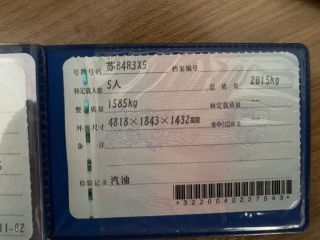 号牌号码 苏B4R3X5 档案编号
核定载人数 5人 总质量 2015kg
整备质量 1585kg 核定载质量 --
外廓尺寸 4818×1843×1432mm 准牵引总质量 --
备注
检验记录 汽油
*3220042227543*
11-02